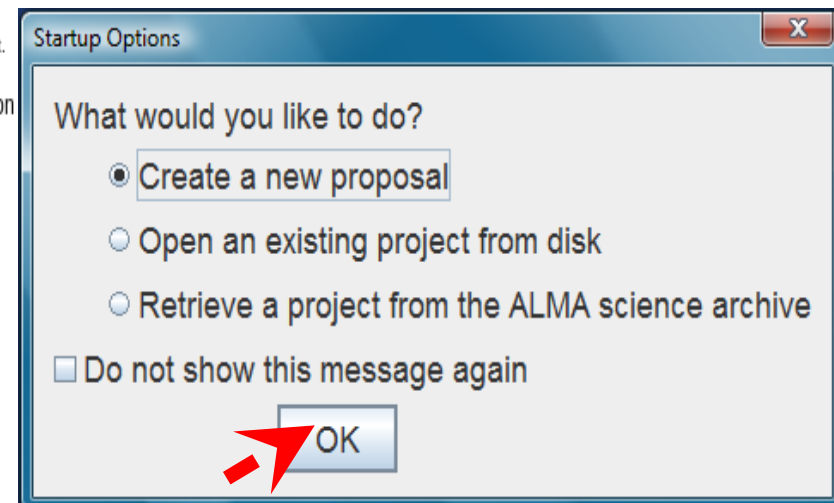 Startup Options
What would you like to do?
Create a new proposal
Open an existing project from disk
Retrieve a project from the ALMA science archive
Do not show this message again
OK